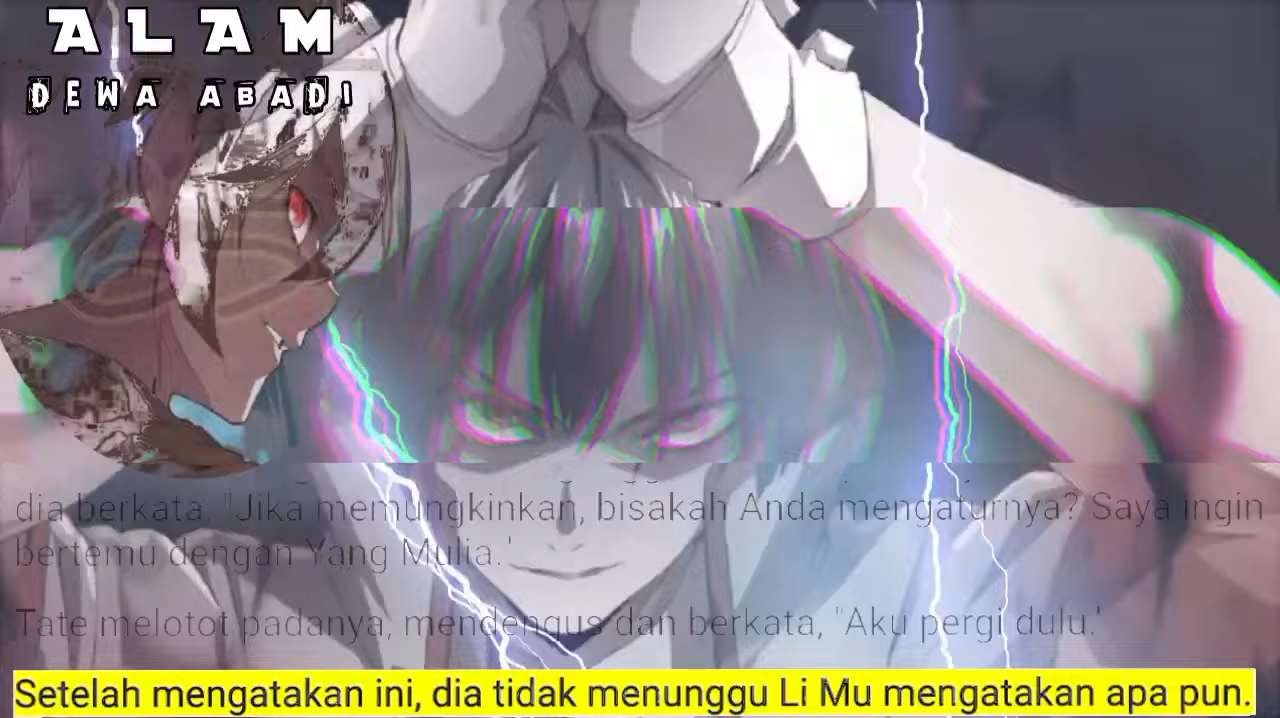 ALAM
DEWA ABADI
dia berkata. "Jika memungkinkan, bisakah Anda mengaturnya? Saya ingin
bertemu dengan Yang Mulia."
Tate melotot padanya, mendengus dan berkata, "Aku pergi dulu."
Setelah mengatakan ini, dia tidak menunggu Li Mu mengatakan apa pun.